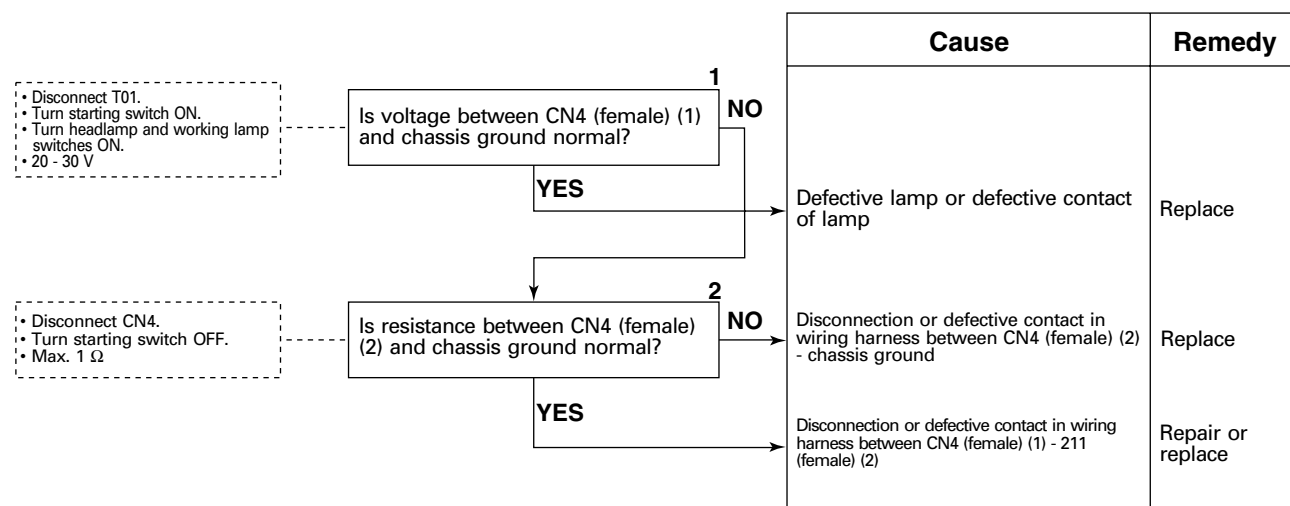 Cause
Remedy
• Disconnect T01.
• Turn starting switch ON.
• Turn headlamp and working lamp
switches ON.
• 20 - 30 V
1
Is voltage between CN4 (female) (1)
and chassis ground normal?
NO
YES
Defective lamp or defective contact
of lamp
Replace
• Disconnect CN4.
• Turn starting switch OFF.
• Max. 1 Ω
2
Is resistance between CN4 (female)
(2) and chassis ground normal?
NO
Disconnection or defective contact in
wiring harness between CN4 (female) (2)
- chassis ground
Replace
YES
Disconnection or defective contact in wiring
harness between CN4 (female) (1) - 211
(female) (2)
Repair or
replace